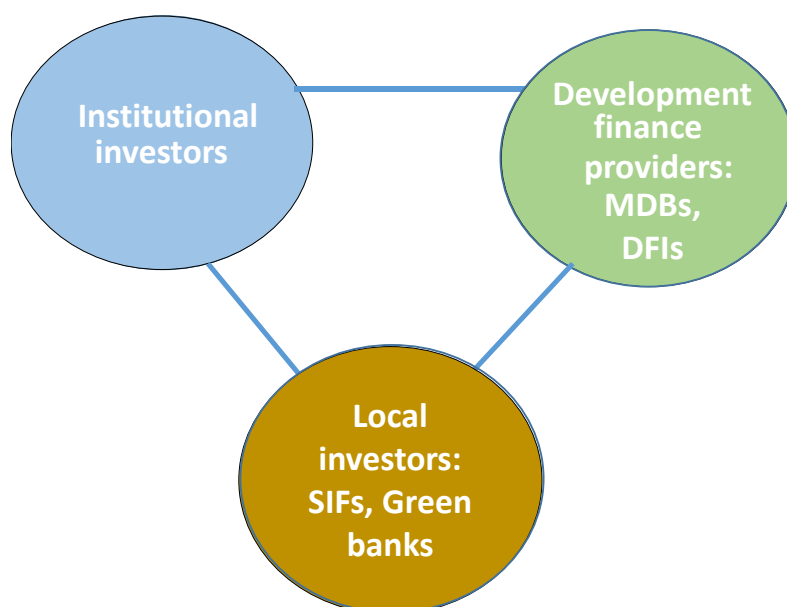 Institutional
investors
Development
finance
providers:
MDBs,
DFIs
Local
investors:
SIFs, Green
banks